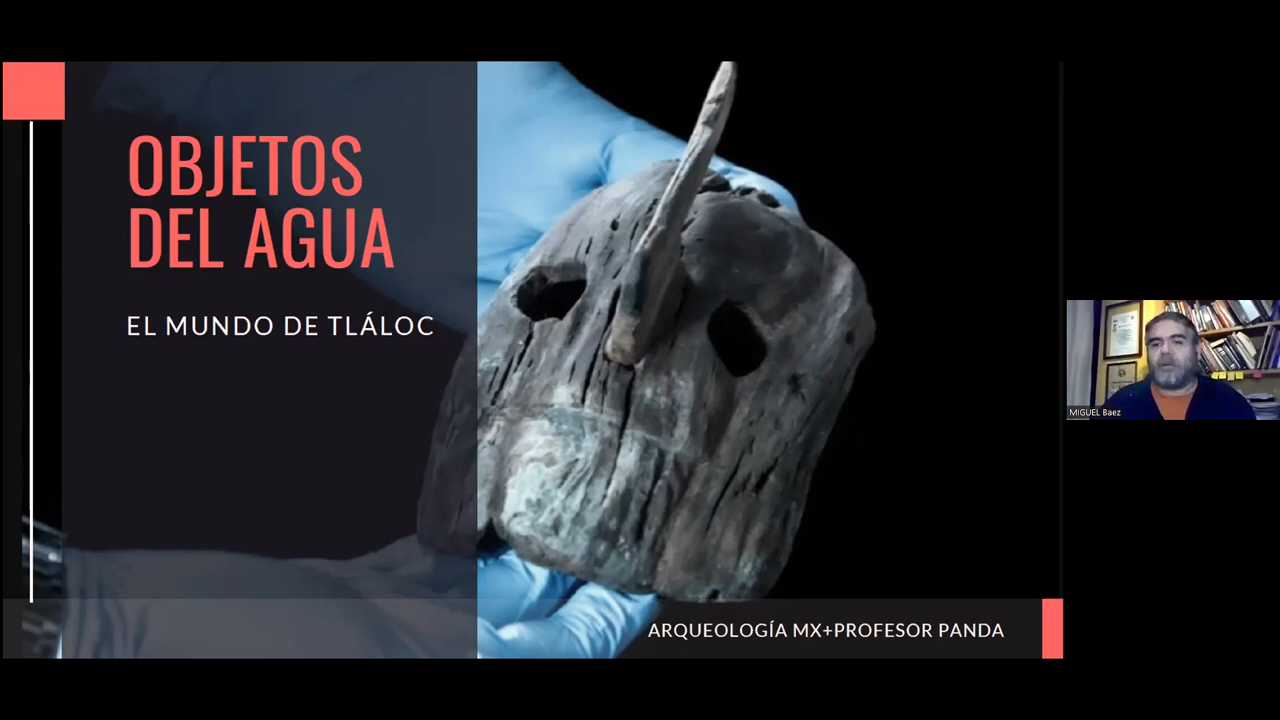 OBJETOS
DEL AGUA
EL MUNDO DE TLÁLOC
ARQUEOLOGÍA MX+PROFESOR PANDA
MIGUEL Baez